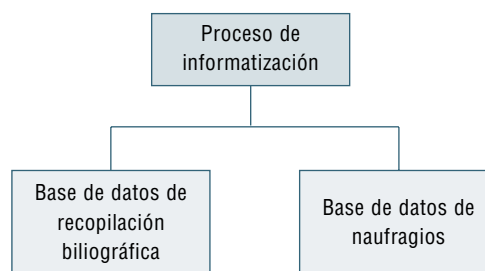 Proceso de
informatización
Base de datos de
recopilación
biliográfica
Base de datos de
naufragios